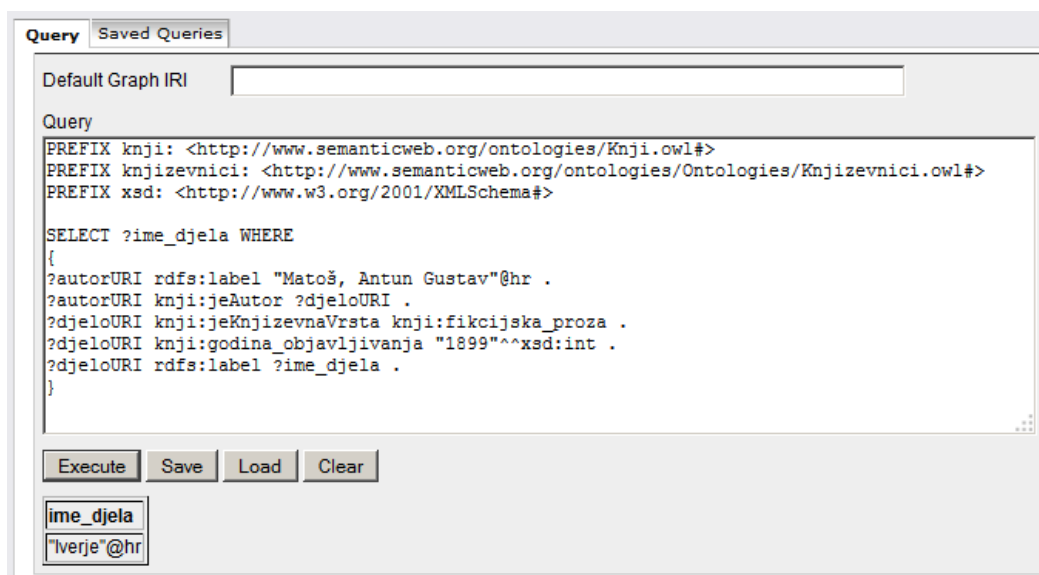 Query Saved Queries
Default Graph IRI
Query
PREFIX knji: <http://www.semanticweb.org/ontologies/Knji.owl#>
PREFIX knjizevnici: <http://www.semanticweb.org/ontologies/Ontologies/Knjizevnici.owl#>
PREFIX xsd: <http://www.w3.org/2001/XMLSchema#>
SELECT ?ime_djela WHERE
{
?autorURI rdfs:label "Matoš, Antun Gustav"@hr .
?autorURI knji:jeAutor ?djeloURI .
?djeloURI knji:jeKnjizevnaVrsta knji:fikcijska_proza .
?djeloURI knji:godina_objavljivanja "1899"^^xsd:int .
?djeloURI rdfs:label ?ime_djela .
}
Execute Save Load Clear
ime_djela
"Iverje"@hr